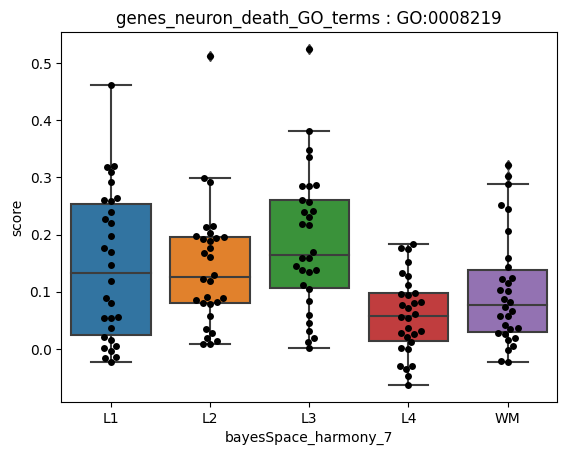 genes_neuron_death_GO_terms : GO:0008219
score
0.5
0.4
0.3
0.2
0.1
0.0
L1 L2 L3 L4 WM
bayesSpace_harmony_7